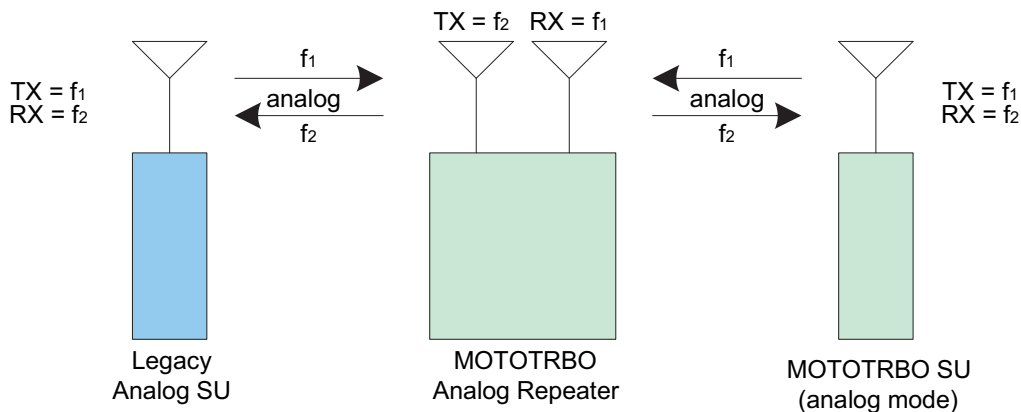 TX = f2 RX = f1
TX = f1
RX = f2
f1
analog
f2
f1
analog
f2
TX = f1
RX = f2
Legacy
Analog SU
MOTOTRBO
Analog Repeater
MOTOTRBO SU
(analog mode)